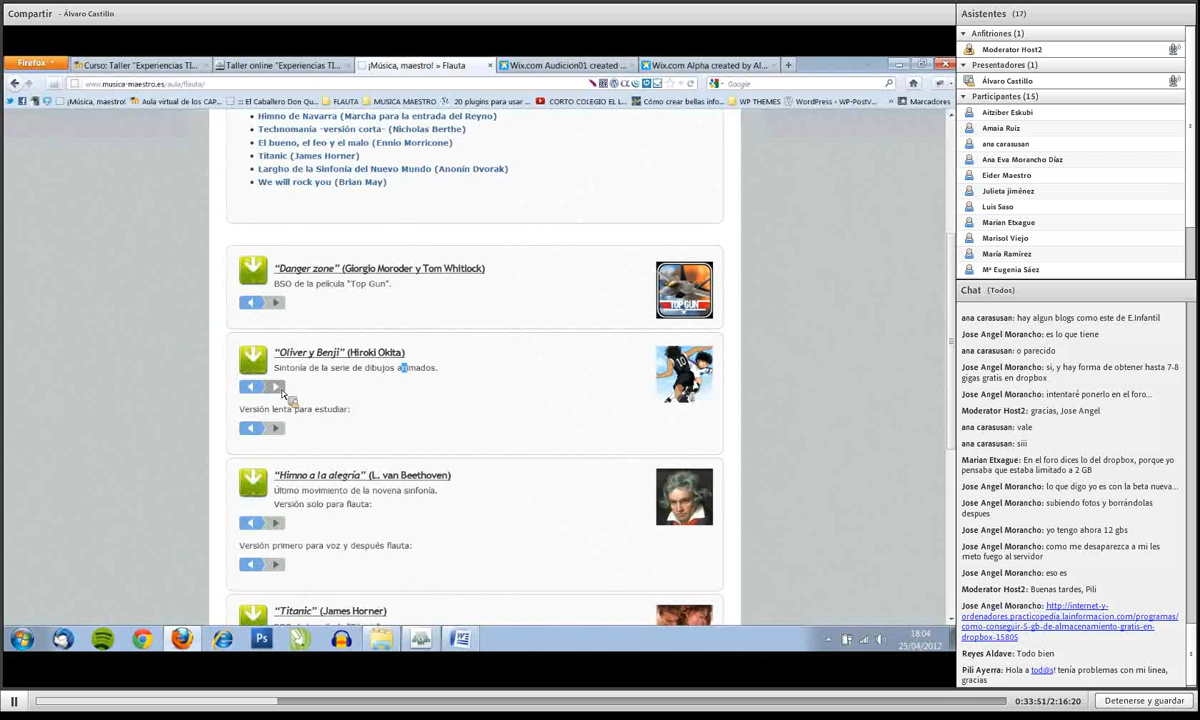 Compartir - Álvaro Castillo
Firefox
Curso: Taller "Experiencias TI...
Taller online "Experiencias TI...
¡Música, maestro! » Flauta
Wix.com Audicion01 created ...
Wix.com Alpha created by Al...
www.musica-maestro.es/aula/flauta/
Google
¡Música, maestro!
Aula virtual de los CAP...
El Caballero Don Qu...
FLAUTA
MUSICA MAESTRO
20 plugins para usar ...
CORTO COLEGIO EL L...
Cómo crear bellas info...
WP THEMES
WordPress › WP-PostV...
Marcadores
Himno de Navarra (Marcha para la entrada del Reyno)
Technomanía -versión corta- (Nicholas Berthe)
El bueno, el feo y el malo (Ennio Morricone)
Titanic (James Horner)
Largho de la Sinfonía del Nuevo Mundo (Anonín Dvorak)
We will rock you (Brian May)
"Danger zone" (Giorgio Moroder y Tom Whitlock)
BSO de la película "Top Gun".
TOP GUN
"Oliver y Benji" (Hiroki Okita)
Sintonía de la serie de dibujos animados.
Versión lenta para estudiar:
10
"Himno a la alegría" (L. van Beethoven)
Último movimiento de la novena sinfonía.
Versión solo para flauta:
Versión primero para voz y después flauta:
"Titanic" (James Horner)
Ps
18:04
25/04/2012
Asistentes (17)
Anfitriones (1)
Moderator Host2
Presentadores (1)
Álvaro Castillo
Participantes (15)
Aitziber Eskubi
Amaia Ruiz
ana carasusan
Ana Eva Morancho Díaz
Eider Maestro
Julieta jiménez
Luis Saso
Marian Etxague
Marisol Viejo
María Ramírez
Mª Eugenia Sáez
Chat (Todos)
ana carasusan: hay algun blogs como este de E.Infantil
Jose Angel Morancho: es lo que tiene
ana carasusan: o parecido
Jose Angel Morancho: si, y hay forma de obtener hasta 7-8
gigas gratis en dropbox
Jose Angel Morancho: intentaré ponerlo en el foro...
Moderator Host2: gracias, Jose Angel
ana carasusan: vale
ana carasusan: siii
Marian Etxague: En el foro dices lo del dropbox, porque yo
pensaba que estaba limitado a 2 GB
Jose Angel Morancho: lo que digo yo es con la beta nueva...
Jose Angel Morancho: subiendo fotos y borrándolas
despues
Jose Angel Morancho: yo tengo ahora 12 gbs
Jose Angel Morancho: como me desaparezca a mi les
meto fuego al servidor
Jose Angel Morancho: eso es
Moderator Host2: Buenas tardes, Pili
Jose Angel Morancho: http://internet-y-
ordenadores.practicopedia.lainformacion.com/programas/
como-conseguir-5-gb-de-almacenamiento-gratis-en-
dropbox-15805
Reyes Aldave: Todo bien
Pili Ayerra: Hola a tod@s! tenía problemas con mi linea,
gracias
0:33:51/2:16:20
Detenerse y guardar